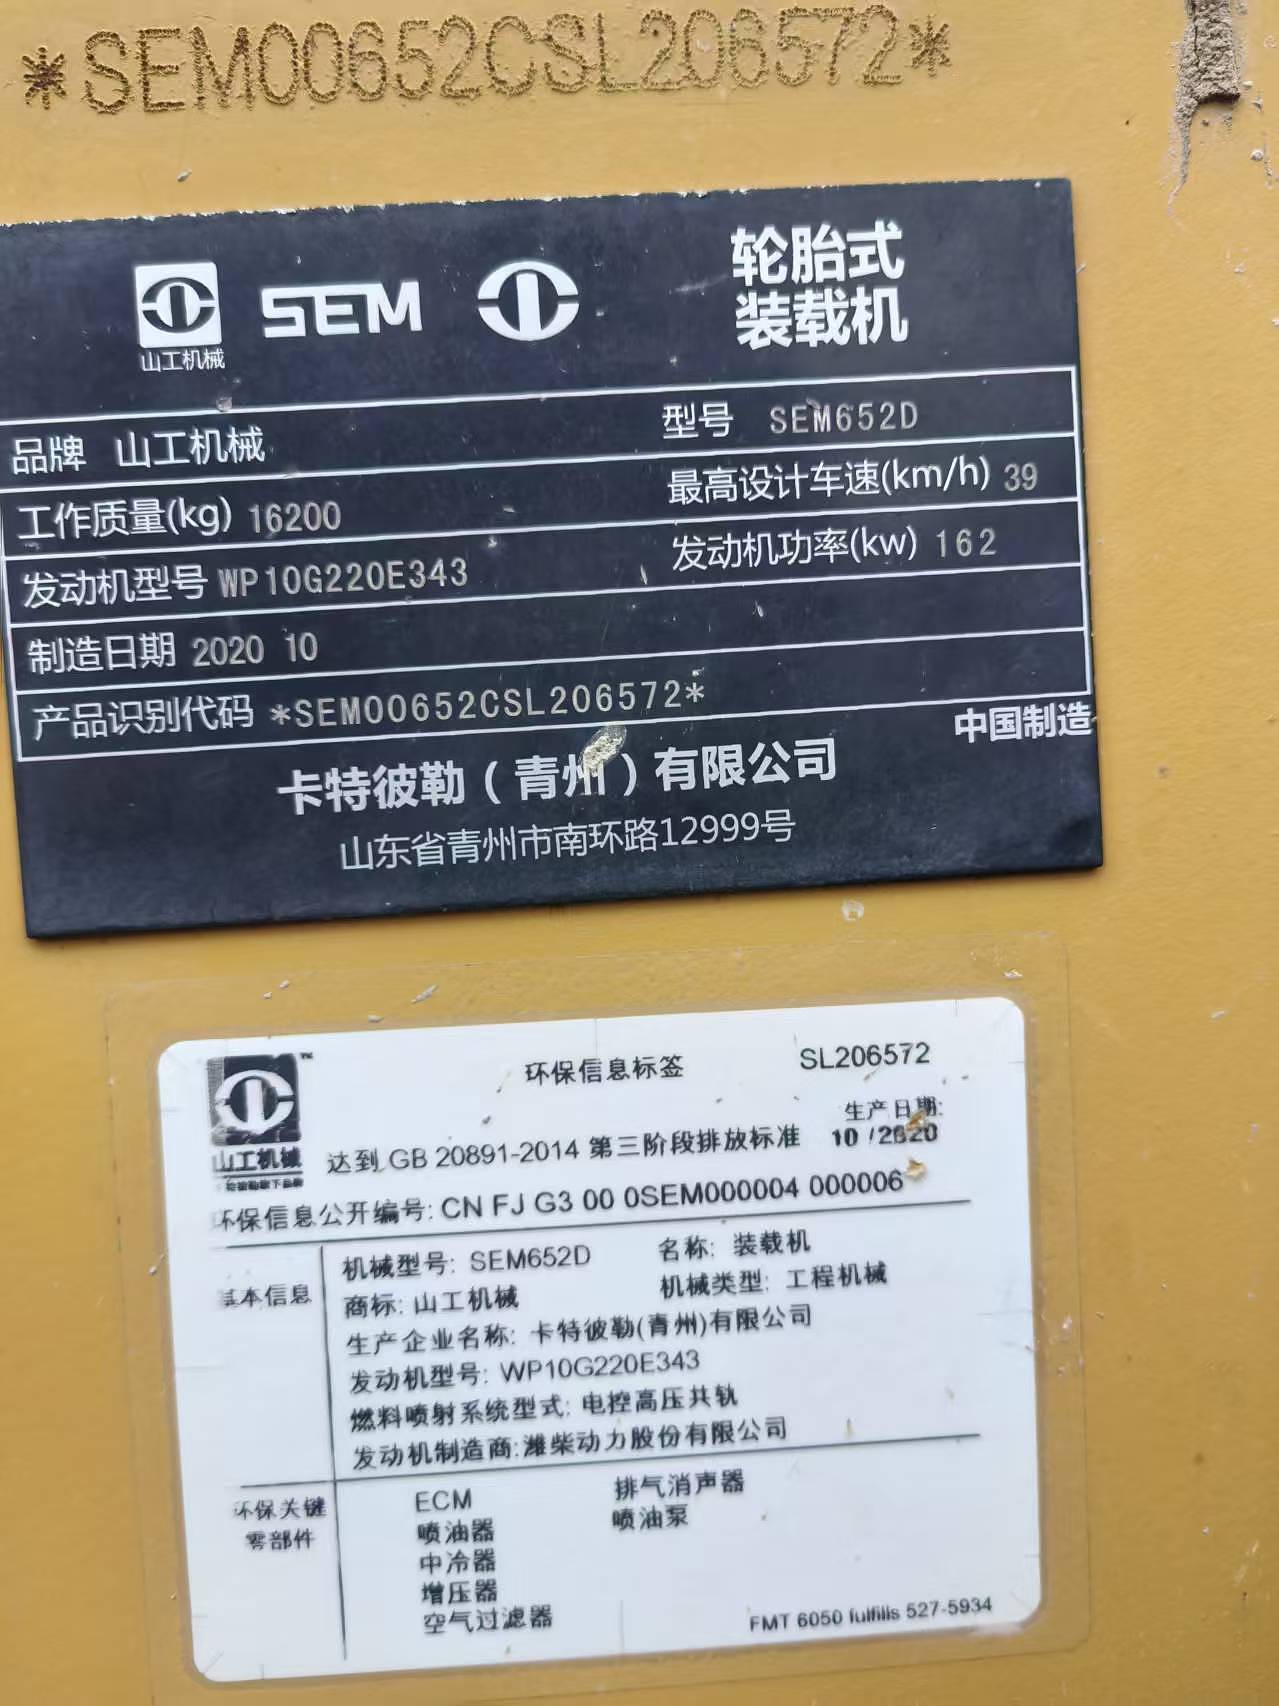 *SEM00652CSL206572*
山工机械
SEM
轮胎式
装载机
品牌 山工机械
型号 SEM652D
工作质量(kg) 16200
最高设计车速(km/h) 39
发动机型号 WP10G220E343
发动机功率(kw) 162
制造日期 2020 10
产品识别代码 *SEM00652CSL206572*
中国制造
卡特彼勒（青州）有限公司
山东省青州市南环路12999号
环保信息标签
SL206572
山工机械
生产日期:
10 /2020
达到 GB 20891-2014 第三阶段排放标准
环保信息公开编号: CN FJ G3 00 0SEM000004 000006
基本信息
机械型号: SEM652D
名称: 装载机
商标: 山工机械
机械类型: 工程机械
生产企业名称: 卡特彼勒(青州)有限公司
发动机型号: WP10G220E343
燃料喷射系统型式: 电控高压共轨
发动机制造商:潍柴动力股份有限公司
环保关键
零部件
ECM
排气消声器
喷油器
喷油泵
中冷器
增压器
空气过滤器
FMT 6050 fulfills 527-5934